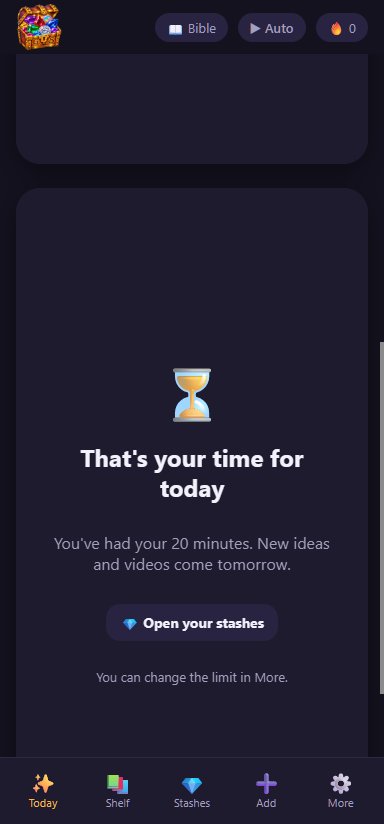 Bible
Auto
0
That's your time for
today
You've had your 20 minutes. New ideas
and videos come tomorrow.
Open your stashes
You can change the limit in More.
Today
Shelf
Stashes
Add
More